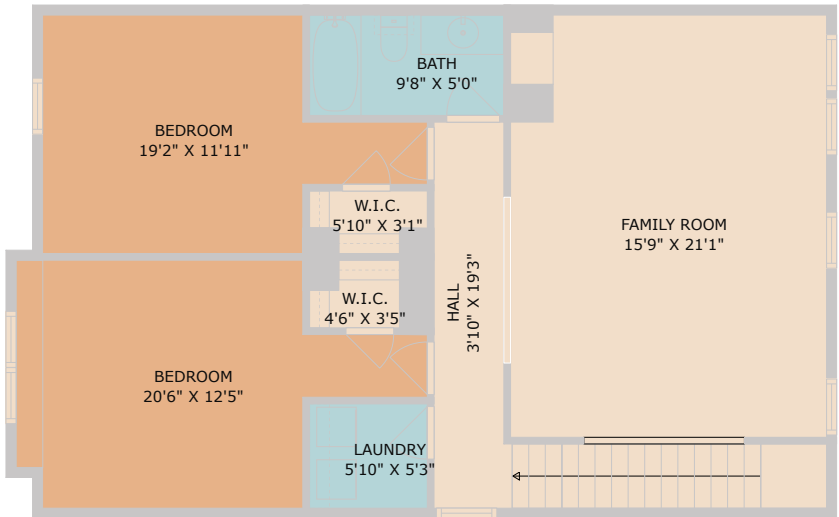 BATH
9'8" X 5'0"
BEDROOM
19'2" X 11'11"
W.I.C.
5'10" X 3'1"
FAMILY ROOM
15'9" X 21'1"
HALL
3'10" X 19'3"
W.I.C.
4'6" X 3'5"
BEDROOM
20'6" X 12'5"
LAUNDRY
5'10" X 5'3"